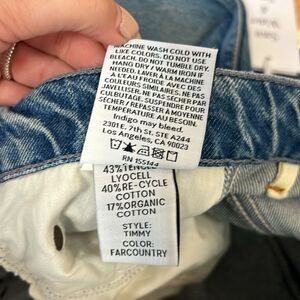 MACHINE WASH COLD WITH
LIKE COLORS. DO NOT USE
BLEACH. DO NOT TUMBLE DRY.
HANG DRY / WARM IRON IF
NEEDED. LAVER À LA MACHINE
À L'EAU FROIDE AVEC DES
COULEURS SIMILAIRES. NE PAS
JAVELLISER. NE PAS SÉCHER PAR
CULBUTAGE. SUSPENDRE POUR
SÉCHER / REPASSER À MOYENNE
TEMPÉRATURE AU BESOIN.
Indigo may bleed.
2301 E. 7th St. STE A244
Los Angeles, CA 90023
RN 155144
43% TENCEL
LYOCELL
40% RE-CYCLE
COTTON
17% ORGANIC
COTTON
STYLE:
TIMMY
COLOR:
FARCOUNTRY